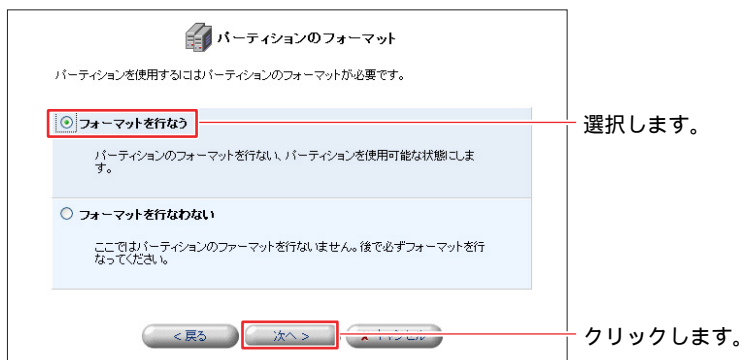 パーティションのフォーマット
パーティションを使用するにはパーティションのフォーマットが必要です。
フォーマットを行なう
選択します。
パーティションのフォーマットを行ない、パーティションを使用可能な状態にしま
す。
フォーマットを行なわない
ここではパーティションのファーマットを行ないません。後で必ずフォーマットを行
なってください。
< 戻る
次へ >
キャンセル
クリックします。